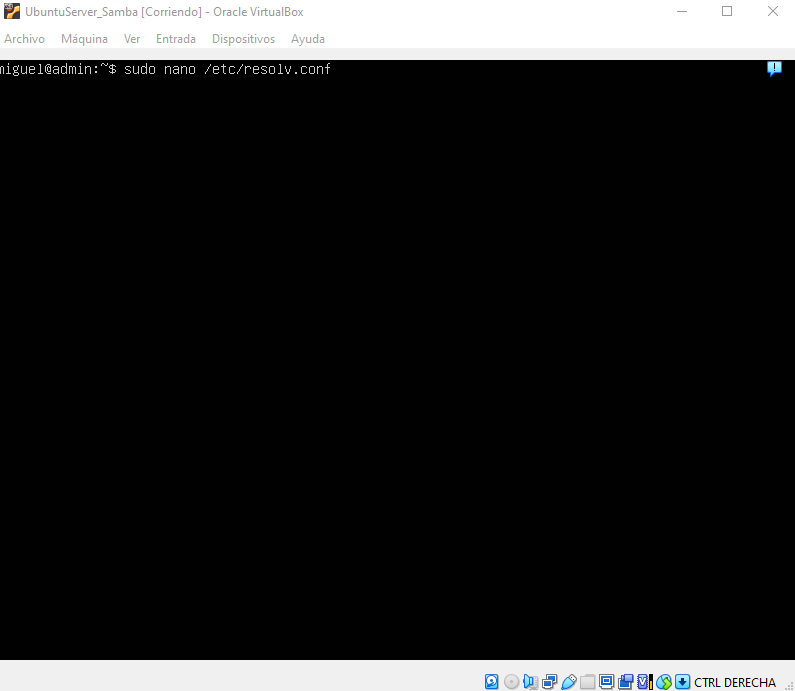 UbuntuServer_Samba [Corriendo] - Oracle VirtualBox
Archivo Máquina Ver Entrada Dispositivos Ayuda
miguel@admin:~$ sudo nano /etc/resolv.conf
CTRL DERECHA